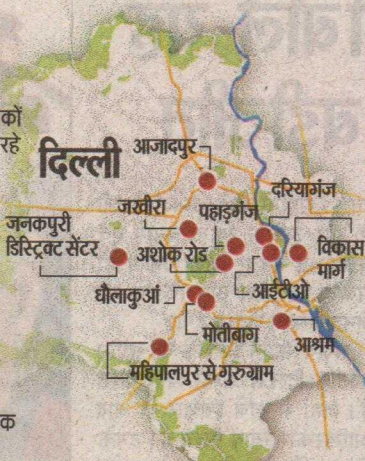 कों
रहे
दिल्ली
आजादपुर
जखीरा
पहाड़गंज
दरियागंज
जनकपुरी
डिस्ट्रिक्ट सेंटर
अशोक रोड
विकास
मार्ग
धौलाकुआं
आईटीओ
मोतीबाग
आश्रम
महिपालपुर से गुरुग्राम
क